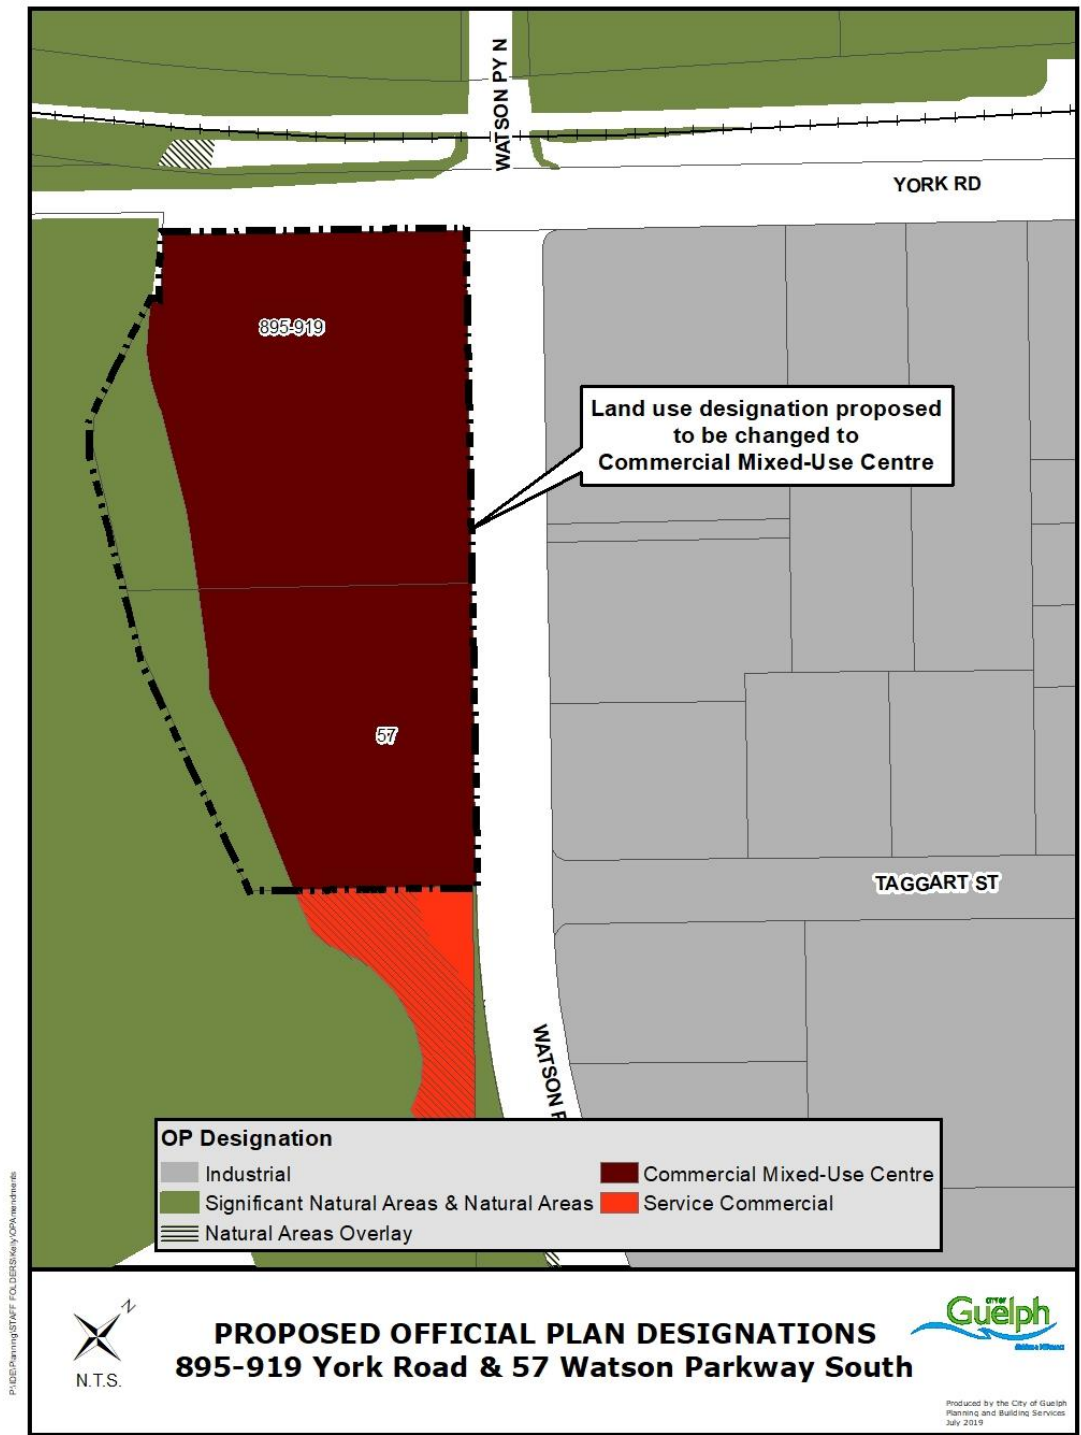 WATSON PY N
YORK RD
895-919
Land use designation proposed
to be changed to
Commercial Mixed-Use Centre
57
TAGGART ST
WATSON
OP Designation
Industrial
Commercial Mixed-Use Centre
Significant Natural Areas & Natural Areas
Service Commercial
Natural Areas Overlay
N
N.T.S.
PROPOSED OFFICIAL PLAN DESIGNATIONS
895-919 York Road & 57 Watson Parkway South
CITY OF
Guelph
Produced by the City of Guelph
Planning and Building Services
July 2019